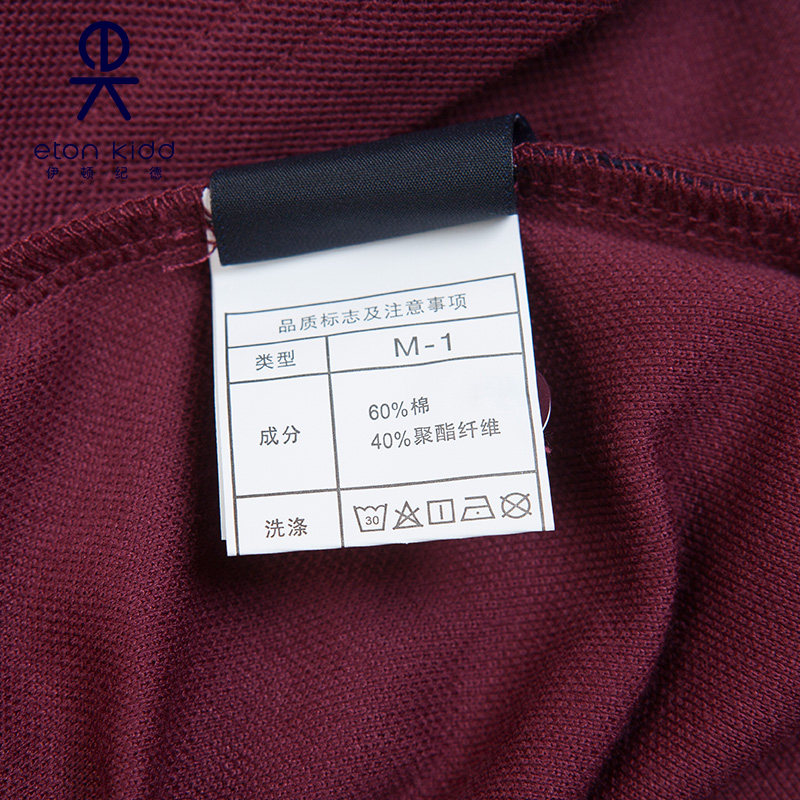 eton kidd
伊顿纪德
品质标志及注意事项
类型 M-1
成分 60%棉
40%聚酯纤维
洗涤 30